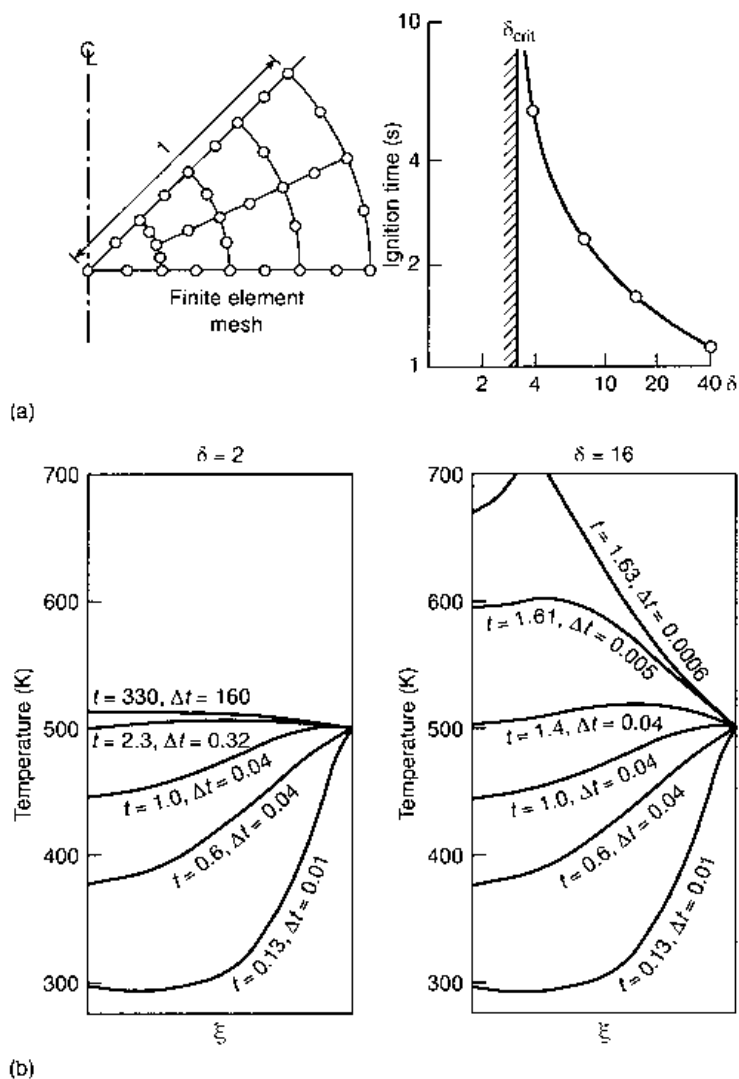 ℄
1
Finite element
mesh
Ignition time (s)
10
4
2
1
δcrit
2 4 10 20 40 δ
(a)
δ = 2
Temperature (K)
700
600
500
400
300
t = 330, Δt = 160
t = 2.3, Δt = 0.32
t = 1.0, Δt = 0.04
t = 0.6, Δt = 0.04
t = 0.13, Δt = 0.01
ξ
δ = 16
Temperature (K)
700
600
500
400
300
t = 1.63, Δt = 0.0006
t = 1.61, Δt = 0.005
t = 1.4, Δt = 0.04
t = 1.0, Δt = 0.04
t = 0.6, Δt = 0.04
t = 0.13, Δt = 0.01
ξ
(b)